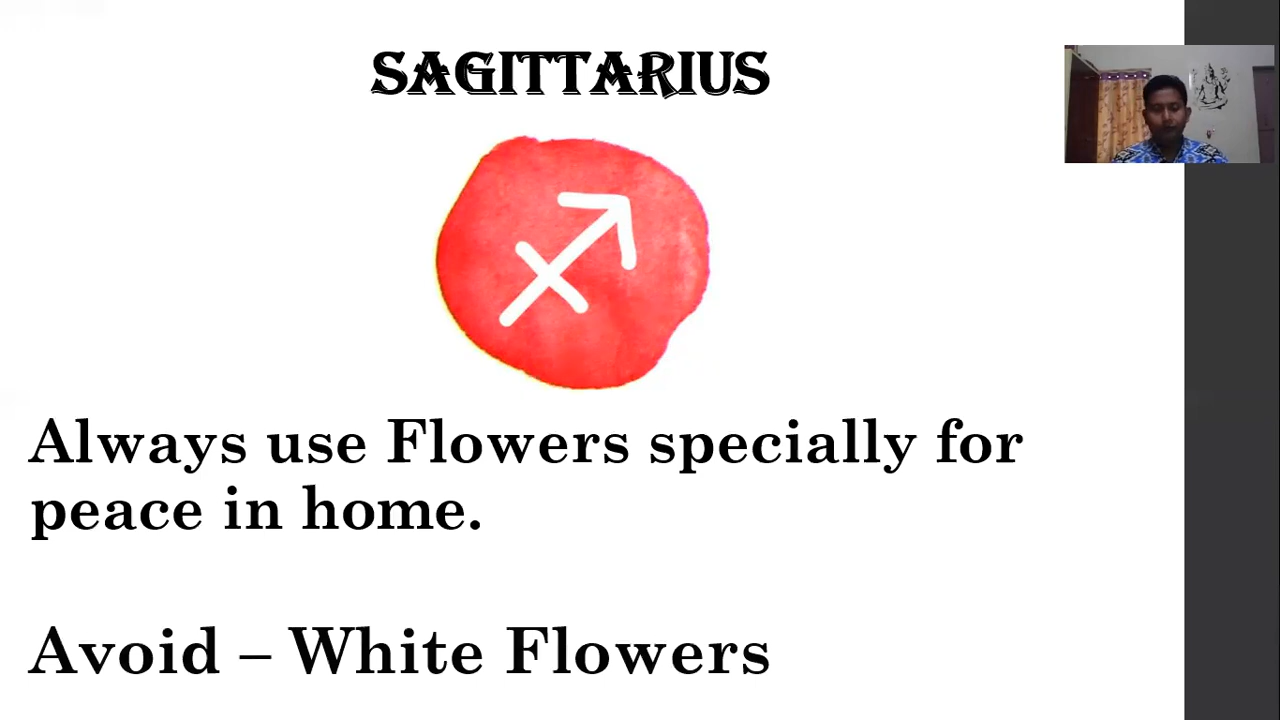 SAGITTARIUS
Always use Flowers specially for
peace in home.
Avoid – White Flowers